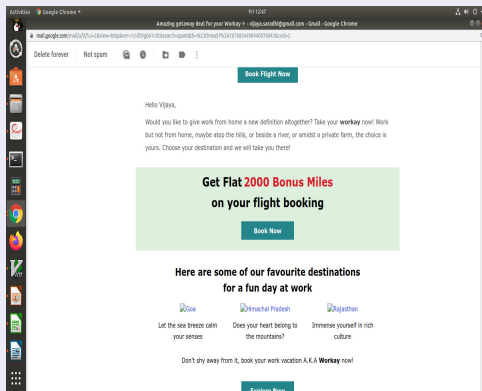 Activities
Google Chrome
Fri 12:47
Amazing getaway deal for your Workay ✈ - vijaya.saradhi@gmail.com - Gmail - Google Chrome
Delete forever
Not spam
Book Flight Now
Hello Vijaya,
Would you like to give work from home a new definition altogether? Take your workay now! Work
but not from home, maybe atop the hills, or beside a river, or amidst a private farm, the choice is
yours. Choose your destination and we will take you there!
Get Flat 2000 Bonus Miles
on your flight booking
Book Now
Here are some of our favourite destinations
for a fun day at work
Goa
Himachal Pradesh
Rajasthan
Let the sea breeze calm
your senses
Does your heart belong to
the mountains?
Immense yourself in rich
culture
Don't shy away from it, book your work vacation A.K.A Workay now!
Explore Now